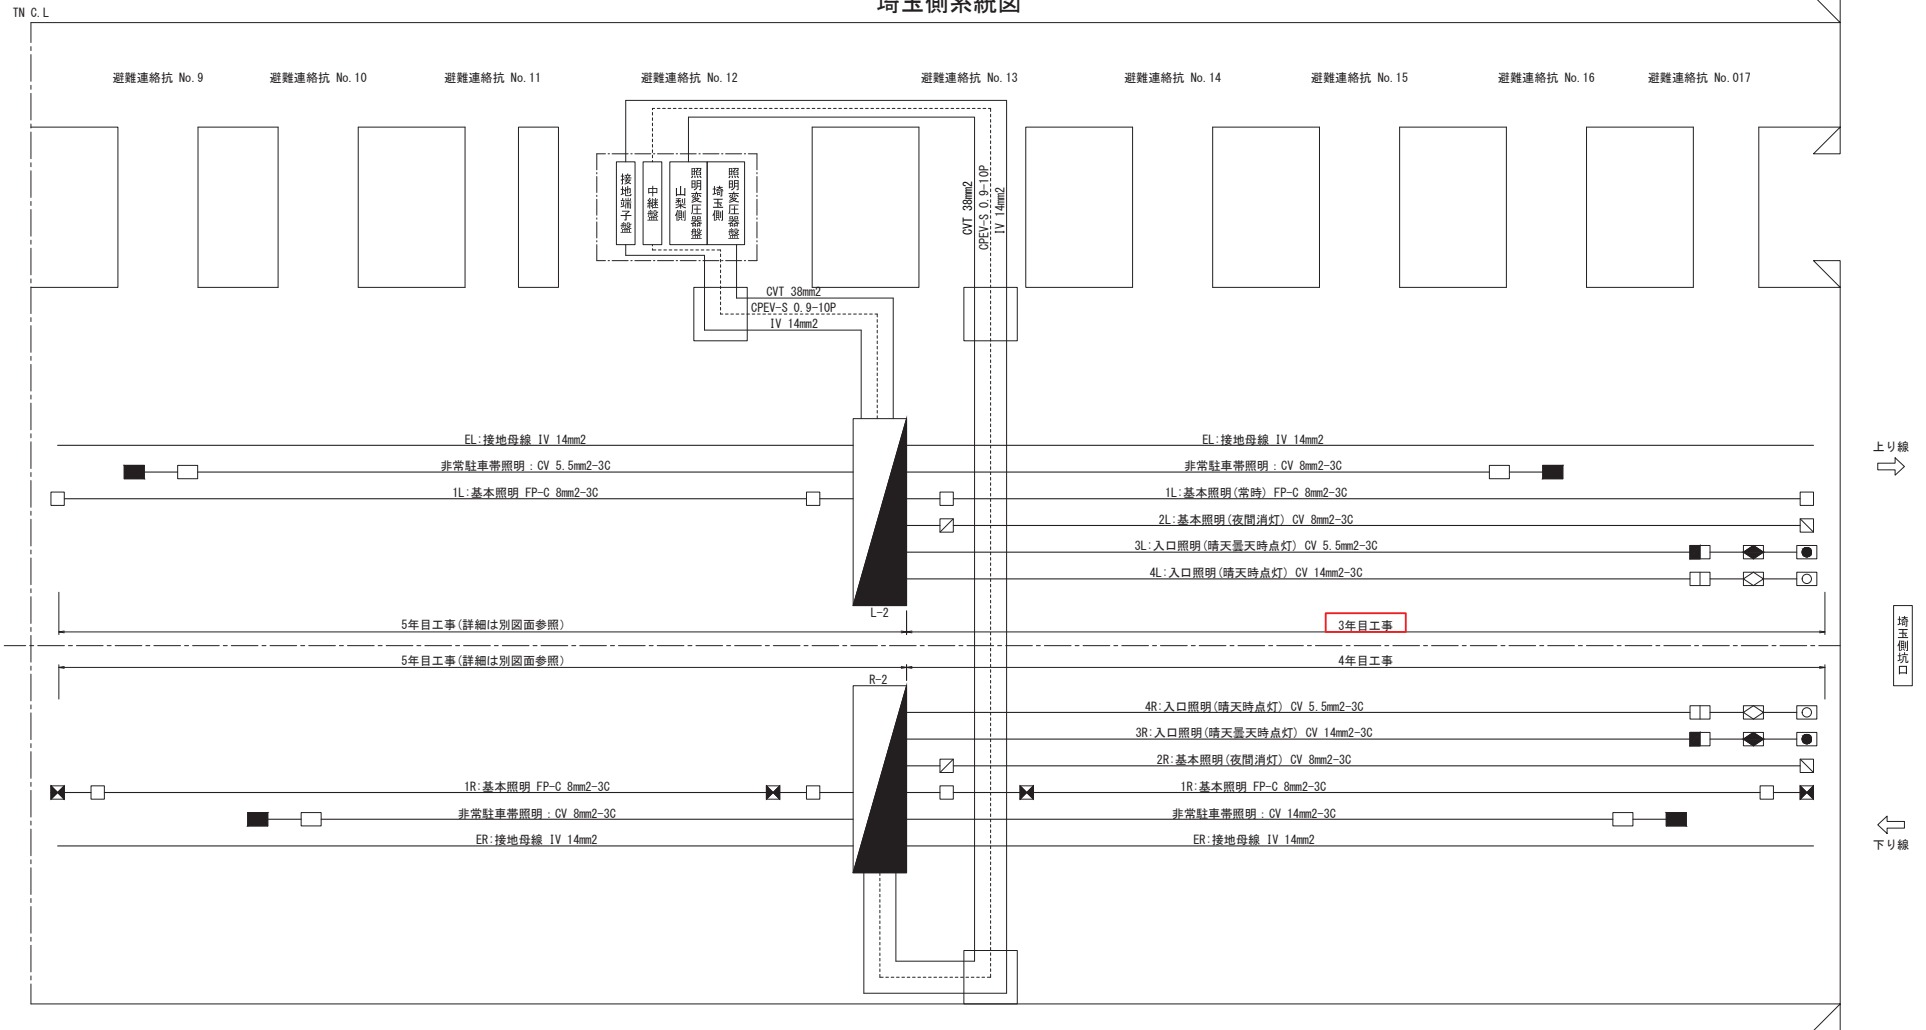 埼玉側系統図
TN C.L
避難連絡抗 No.9
避難連絡抗 No.10
避難連絡抗 No.11
避難連絡抗 No.12
避難連絡抗 No.13
避難連絡抗 No.14
避難連絡抗 No.15
避難連絡抗 No.16
避難連絡抗 No.017
接地端子盤
中継盤
照明変圧器盤
山梨側
照明変圧器盤
埼玉側
CVT 38mm2
CPEV-S 0.9-10P
IV 14mm2
CVT 38mm2
CPEV-S 0.9-10P
IV 14mm2
EL:接地母線 IV 14mm2
EL:接地母線 IV 14mm2
上り線
非常駐車帯照明：CV 5.5mm2-3C
非常駐車帯照明：CV 8mm2-3C
1L:基本照明 FP-C 8mm2-3C
1L:基本照明(常時) FP-C 8mm2-3C
2L:基本照明(夜間消灯) CV 8mm2-3C
3L:入口照明(晴天曇天時点灯) CV 5.5mm2-3C
4L:入口照明(晴天時点灯) CV 14mm2-3C
L-2
5年目工事(詳細は別図面参照)
3年目工事
埼玉側坑口
5年目工事(詳細は別図面参照)
4年目工事
R-2
4R:入口照明(晴天時点灯) CV 5.5mm2-3C
3R:入口照明(晴天曇天時点灯) CV 14mm2-3C
2R:基本照明(夜間消灯) CV 8mm2-3C
1R:基本照明 FP-C 8mm2-3C
1R:基本照明 FP-C 8mm2-3C
非常駐車帯照明：CV 8mm2-3C
非常駐車帯照明：CV 14mm2-3C
ER:接地母線 IV 14mm2
ER:接地母線 IV 14mm2
下り線